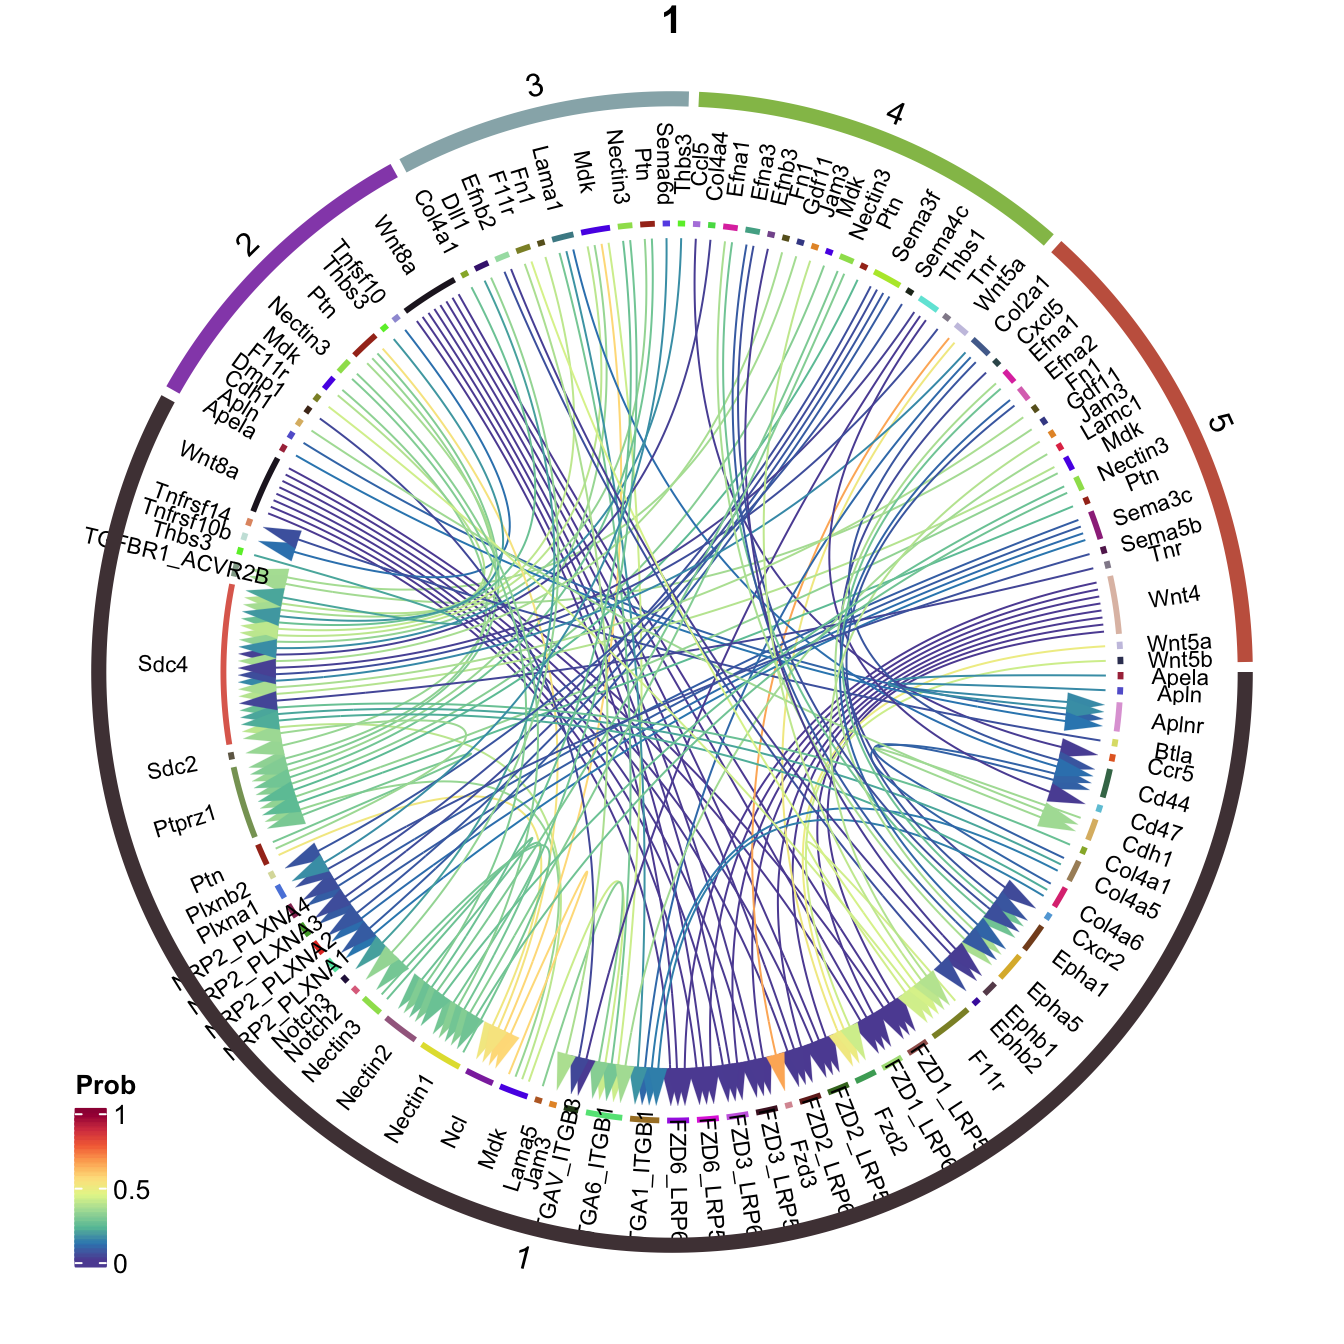 1
3
Sema6d
Thbs3
Ptn
Nectin3
Mdk
Lama1
Fn1
F11r
Efnb2
Dll1
Col4a1
4
Ccl5
Col4a4
Efna1
Efna3
Efnb3
Fn1
Gdf11
Jam3
Mdk
Nectin3
Ptn
Sema3f
Sema4c
Thbs1
Tnr
Wnt5a
5
Col2a1
Cxcl5
Efna1
Efna2
Fn1
Gdf11
Jam3
Lamc1
Mdk
Nectin3
Ptn
Sema3c
Sema5b
Tnr
Wnt4
Wnt5a
Wnt5b
2
Wnt8a
Tnfsf10
Thbs3
Ptn
Nectin3
Mdk
F11r
Dmp1
Cdh1
Apln
Apela
1
Apela
Apln
Aplnr
Btla
Ccr5
Cd44
Cd47
Cdh1
Col4a1
Col4a5
Col4a6
Cxcr2
Epha1
Epha5
Ephb1
Ephb2
F11r
FZD1_LRP5
FZD1_LRP6
Fzd2
FZD2_LRP5
FZD2_LRP6
Fzd3
FZD3_LRP5
FZD3_LRP6
FZD6_LRP5
FZD6_LRP6
TGA1_ITGB1
TGA6_ITGB1
TGAV_ITGB8
Jam3
Lama5
Mdk
Ncl
Nectin1
Nectin2
Nectin3
Notch2
Notch3
NRP2_PLXNA1
NRP2_PLXNA2
NRP2_PLXNA3
NRP2_PLXNA4
Plxna1
Plxnb2
Ptn
Ptprz1
Sdc2
Sdc4
TGFBR1_ACVR2B
Thbs3
Tnfrsf10b
Tnfrsf14
Wnt8a
Prob
1
0.5
0